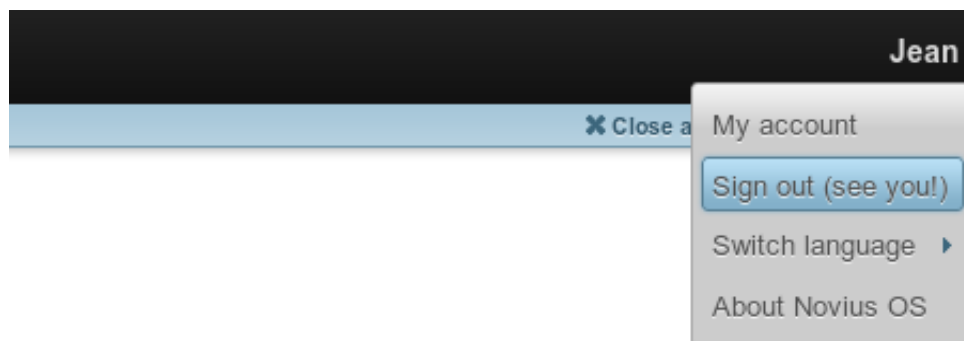 Jean
✖ Close a
My account
Sign out (see you!)
Switch language
About Novius OS